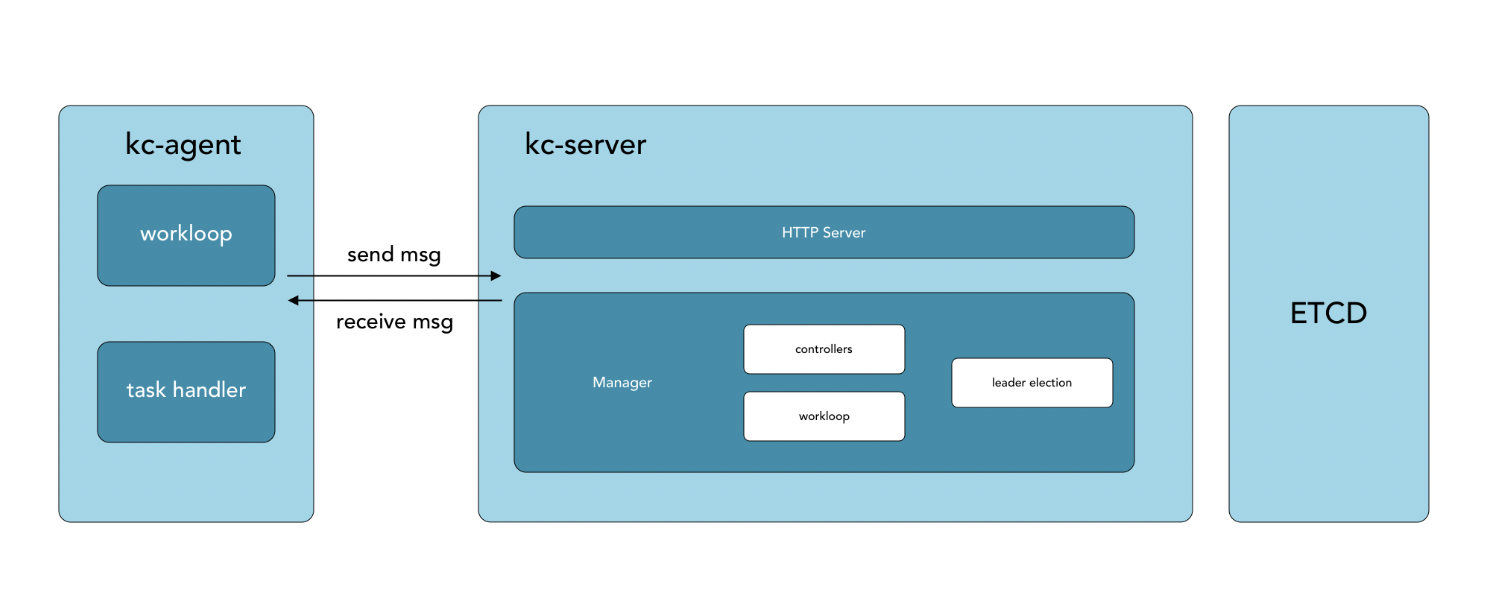 kc-agent
workloop
task handler
send msg
receive msg
kc-server
HTTP Server
Manager
controllers
workloop
leader election
ETCD